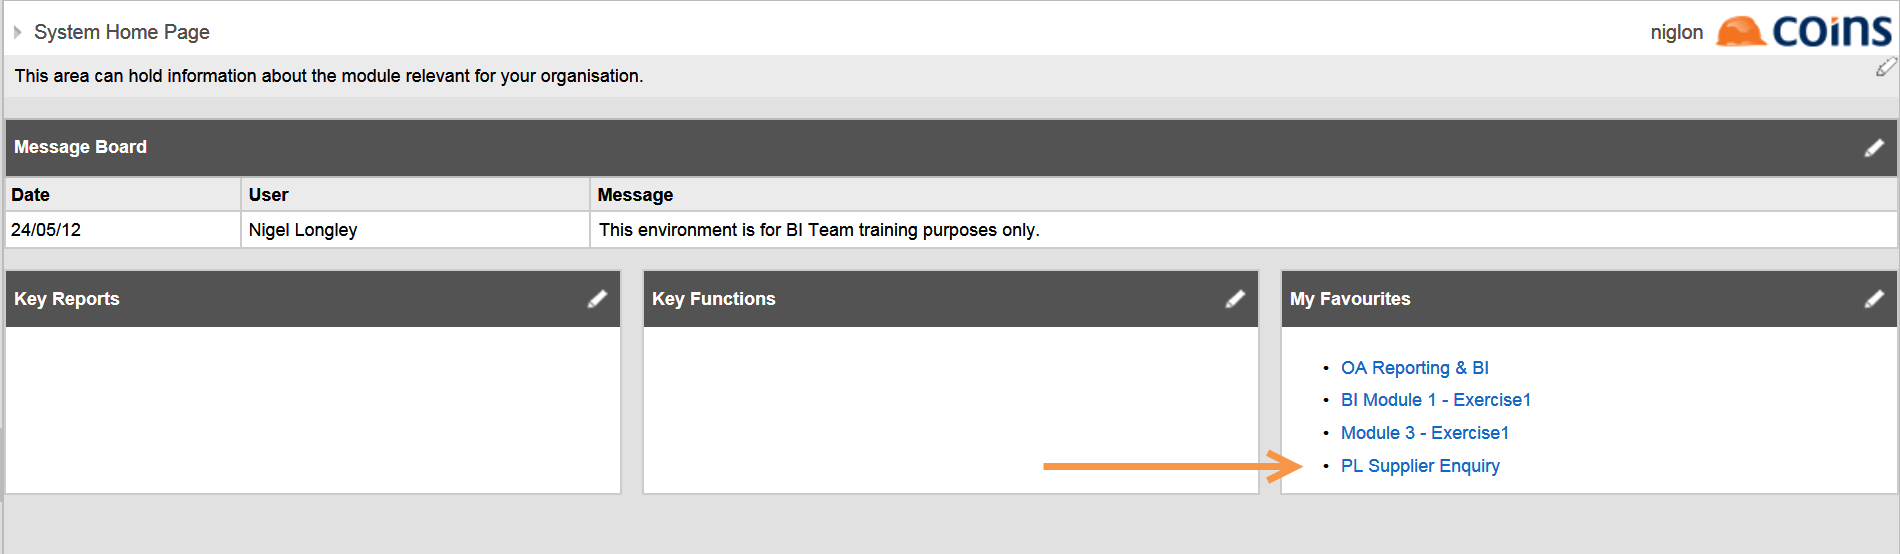 System Home Page
niglon
coins
This area can hold information about the module relevant for your organisation.
Message Board
Date User Message
24/05/12 Nigel Longley This environment is for BI Team training purposes only.
Key Reports
Key Functions
My Favourites
• OA Reporting & BI
• BI Module 1 - Exercise1
• Module 3 - Exercise1
• PL Supplier Enquiry